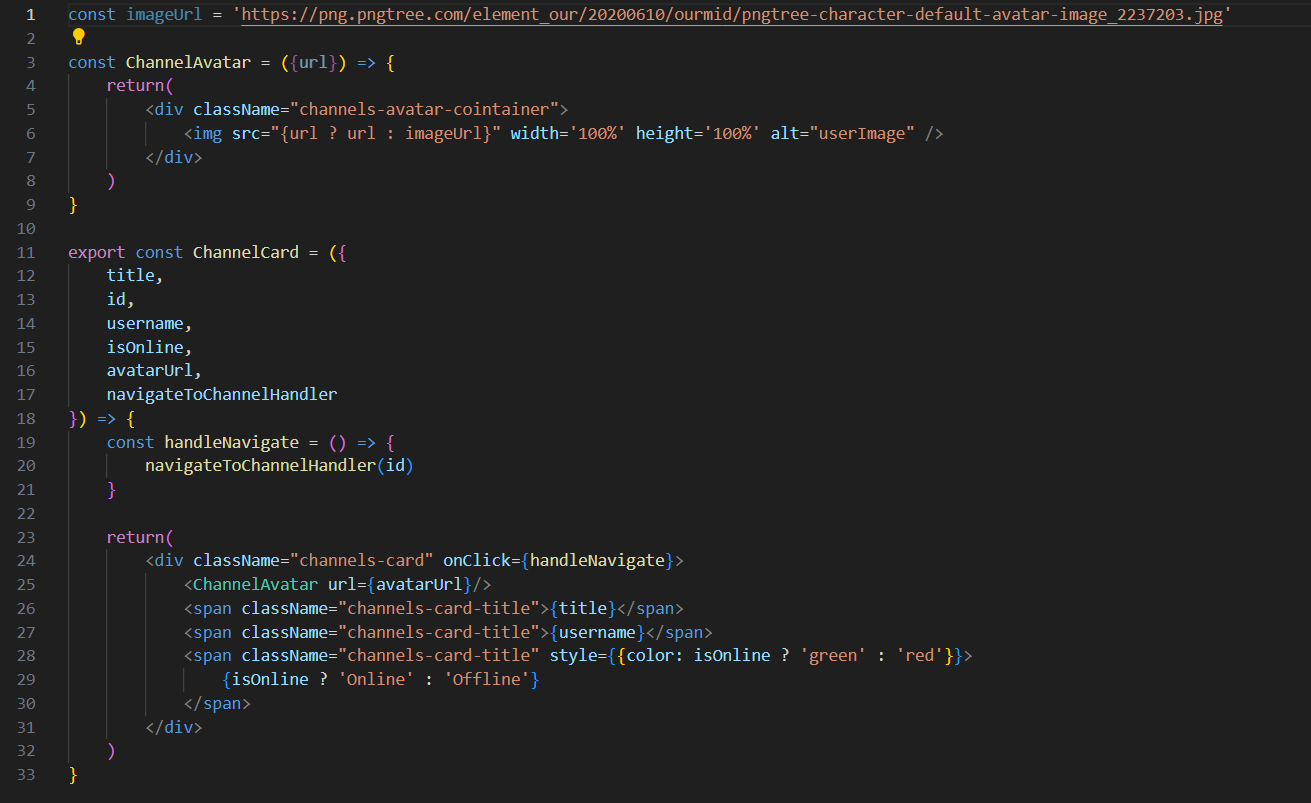 1 const imageUrl = 'https://png.pngtree.com/element_our/20200610/ourmid/pngtree-character-default-avatar-image_2237203.jpg'
2
3 const ChannelAvatar = ({url}) => {
4     return(
5         <div className="channels-avatar-cointainer">
6             <img src="{url ? url : imageUrl}" width='100%' height='100%' alt="userImage" />
7         </div>
8     )
9 }
10
11 export const ChannelCard = ({
12     title,
13     id,
14     username,
15     isOnline,
16     avatarUrl,
17     navigateToChannelHandler
18 }) => {
19     const handleNavigate = () => {
20         navigateToChannelHandler(id)
21     }
22
23     return(
24         <div className="channels-card" onClick={handleNavigate}>
25             <ChannelAvatar url={avatarUrl}/>
26             <span className="channels-card-title">{title}</span>
27             <span className="channels-card-title">{username}</span>
28             <span className="channels-card-title" style={{color: isOnline ? 'green' : 'red'}}>
29                 {isOnline ? 'Online' : 'Offline'}
30             </span>
31         </div>
32     )
33 }